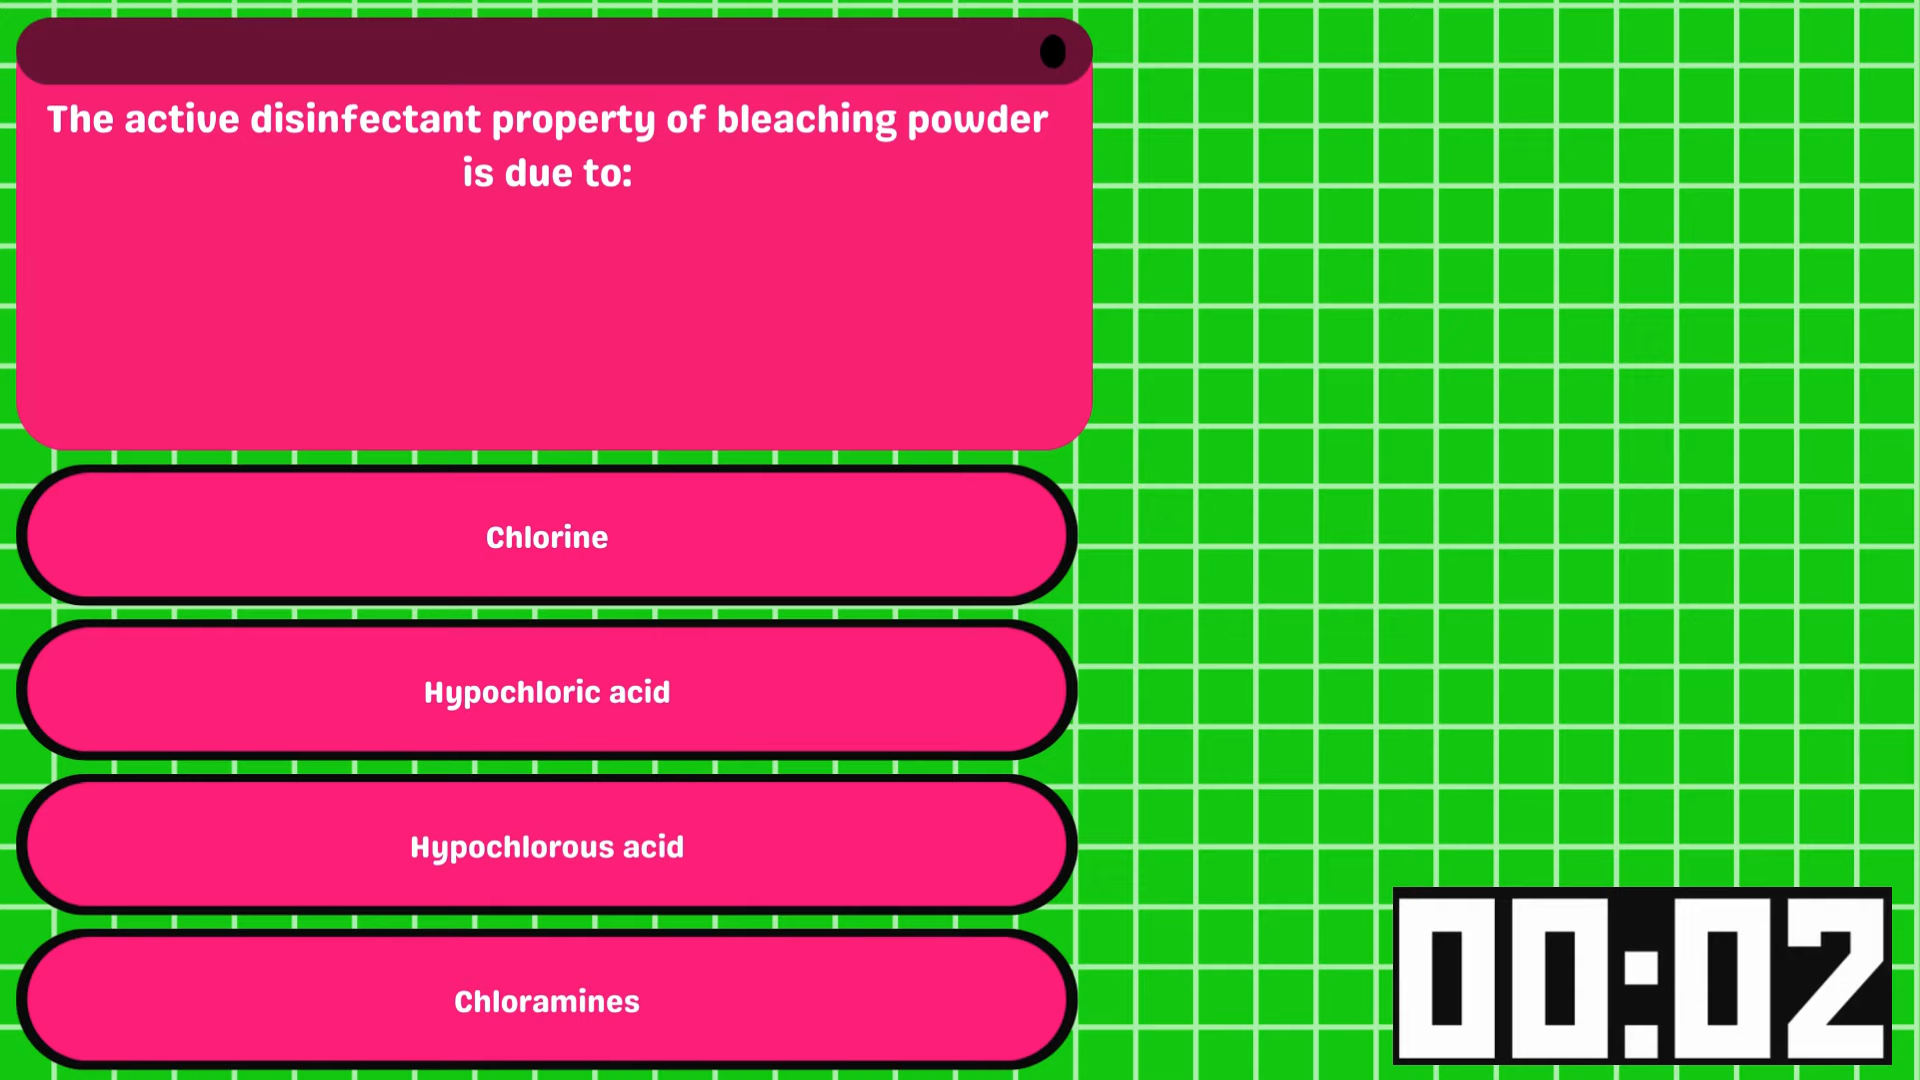 The active disinfectant property of bleaching powder
is due to:
Chlorine
Hypochloric acid
Hypochlorous acid
Chloramines
00:02